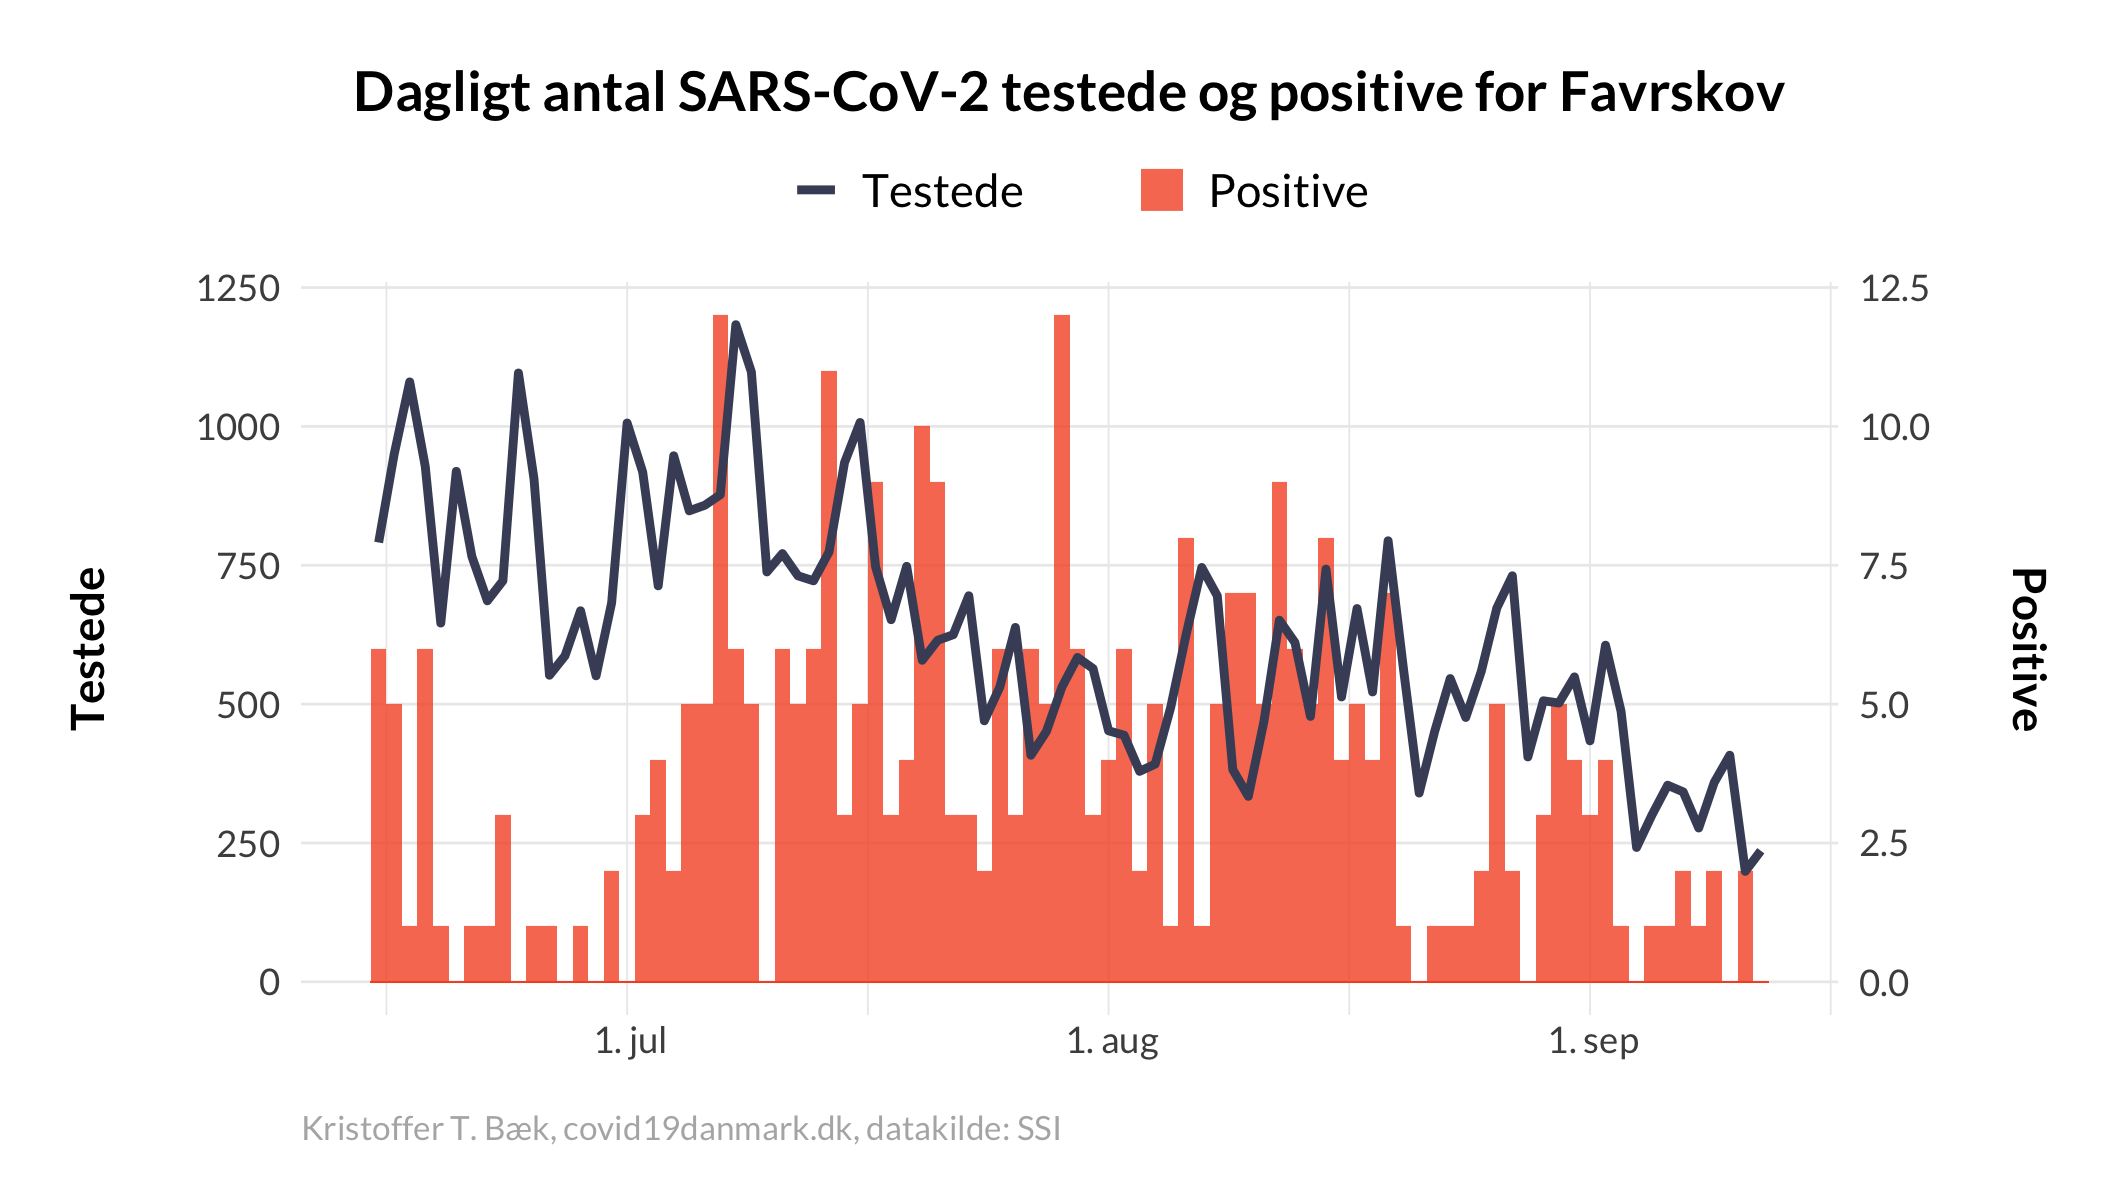 Dagligt antal SARS-CoV-2 testede og positive for Favrskov
Testede
Positive
1250
1000
750
500
250
0
12.5
10.0
7.5
5.0
2.5
0.0
Testede
Positive
1. jul
1. aug
1. sep
Kristoffer T. Bæk, covid19danmark.dk, datakilde: SSI